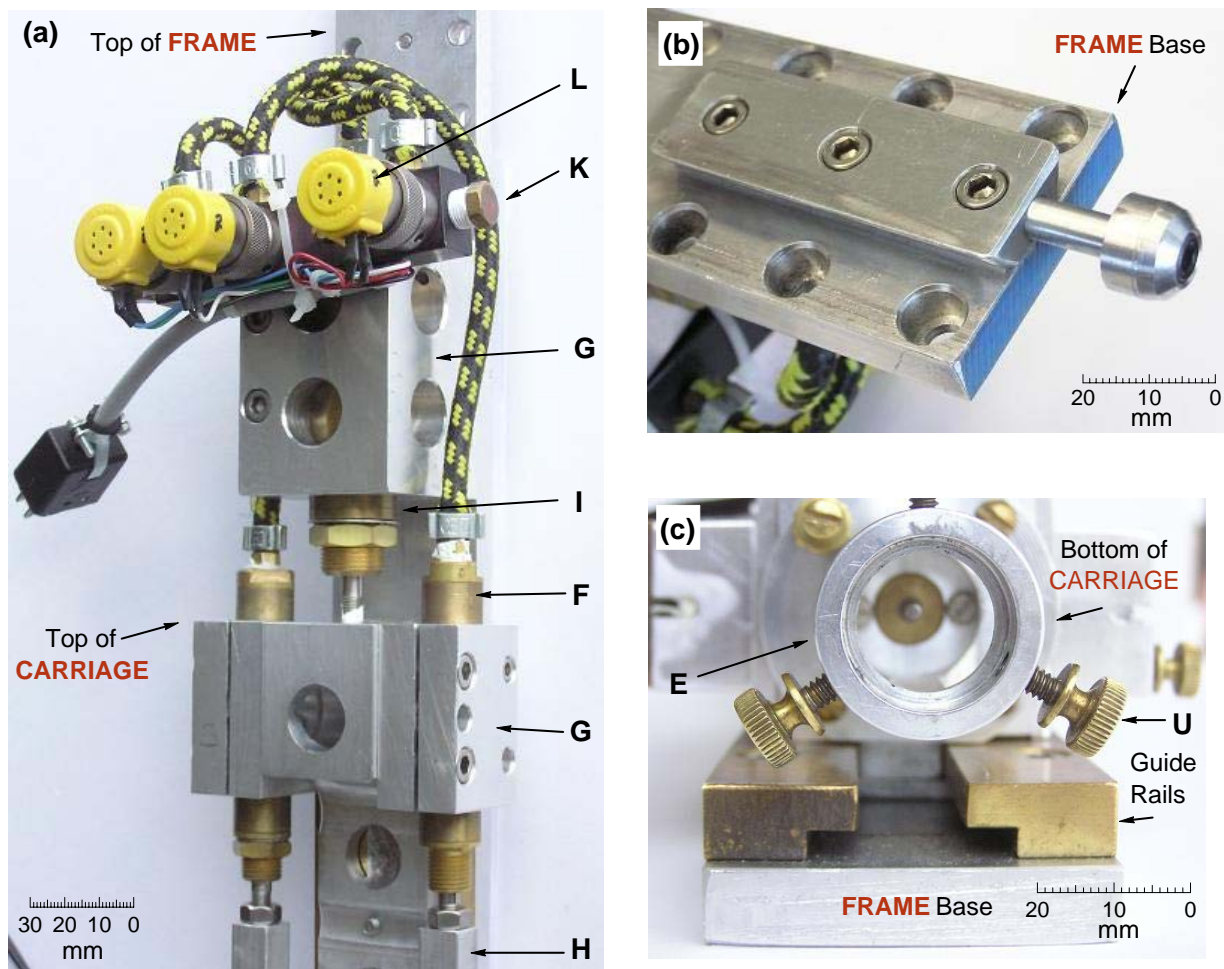 (a)
Top of FRAME
L
K
G
I
F
Top of
CARRIAGE
G
H
30 20 10 0
mm
(b)
FRAME Base
20 10 0
mm
(c)
Bottom of
CARRIAGE
E
U
Guide
Rails
FRAME Base
20 10 0
mm